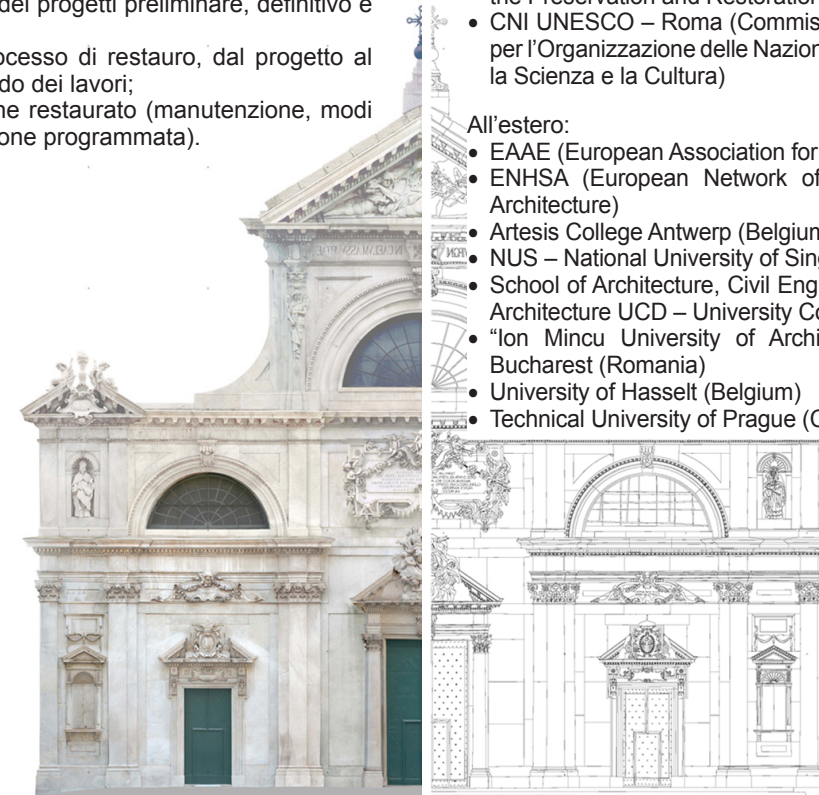 dei progetti preliminare, definitivo e
ocesso di restauro, dal progetto al
do dei lavori;
ne restaurato (manutenzione, modi
one programmata).
the Preservation and Restoration
• CNI UNESCO – Roma (Commis
per l’Organizzazione delle Nazion
la Scienza e la Cultura)
All’estero:
• EAAE (European Association for
• ENHSA (European Network of
Architecture)
• Artesis College Antwerp (Belgium
• NUS – National University of Sing
• School of Architecture, Civil Eng
Architecture UCD – University Co
• “Ion Mincu University of Archi
Bucharest (Romania)
• University of Hasselt (Belgium)
• Technical University of Prague (C